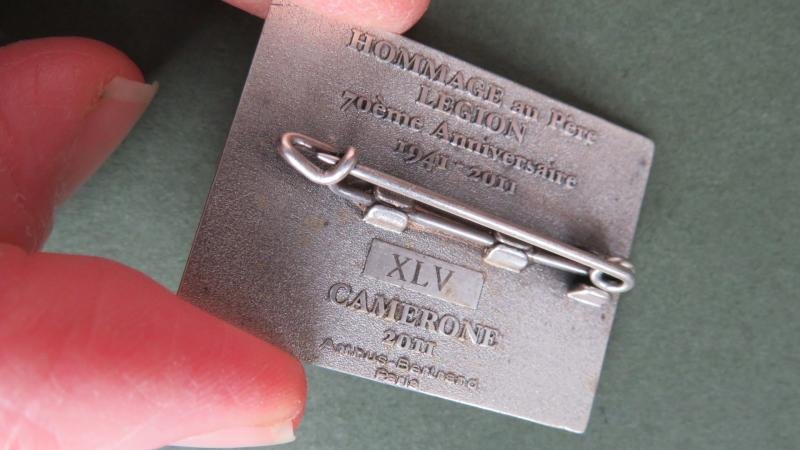 HOMMAGE au Père
LEGION
70ème Anniversaire
1941-2011
XLV
CAMERONE
2011
Arthus-Bertrand
Paris